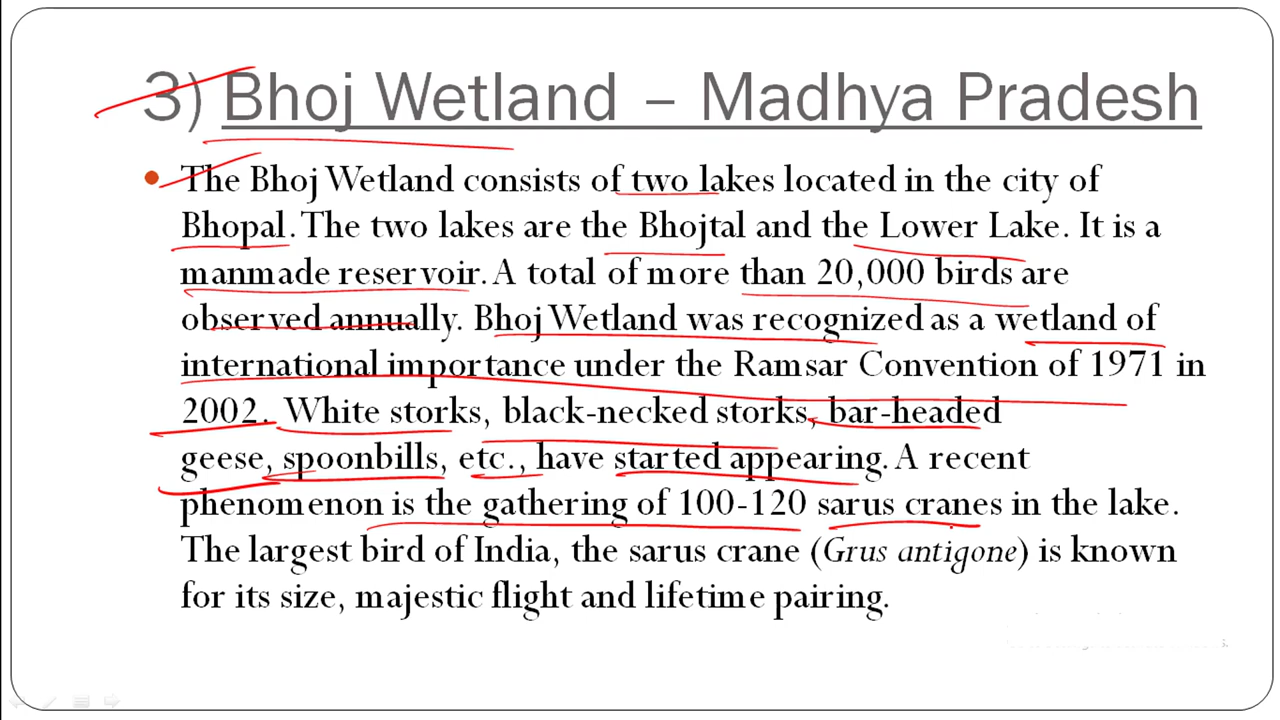 3) Bhoj Wetland – Madhya Pradesh
• The Bhoj Wetland consists of two lakes located in the city of
Bhopal. The two lakes are the Bhojtal and the Lower Lake. It is a
manmade reservoir. A total of more than 20,000 birds are
observed annually. Bhoj Wetland was recognized as a wetland of
international importance under the Ramsar Convention of 1971 in
2002. White storks, black-necked storks, bar-headed
geese, spoonbills, etc., have started appearing. A recent
phenomenon is the gathering of 100-120 sarus cranes in the lake.
The largest bird of India, the sarus crane (Grus antigone) is known
for its size, majestic flight and lifetime pairing.